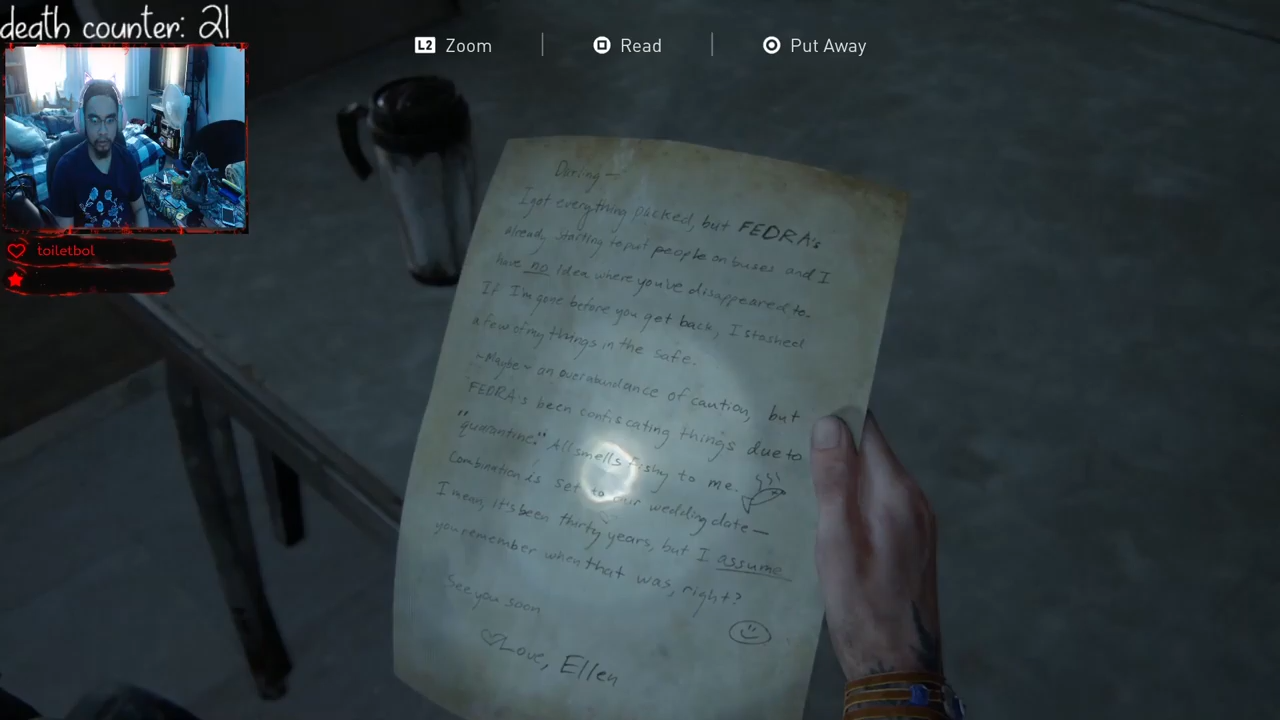 death counter: 21
L2 Zoom
Read
Put Away
toiletbol
Darling—
I got everything packed, but FEDRA's
already starting to put people on buses and I
have no idea where you've disappeared to.
If I'm gone before you get back, I stashed
a few of my things in the safe.
~Maybe~ an overabundance of caution, but
FEDRA's been confiscating things due to
"quarantine." All smells fishy to me.
Combination is set to our wedding date—
I mean, it's been thirty years, but I assume
you remember when that was, right?
See you soon
Love, Ellen